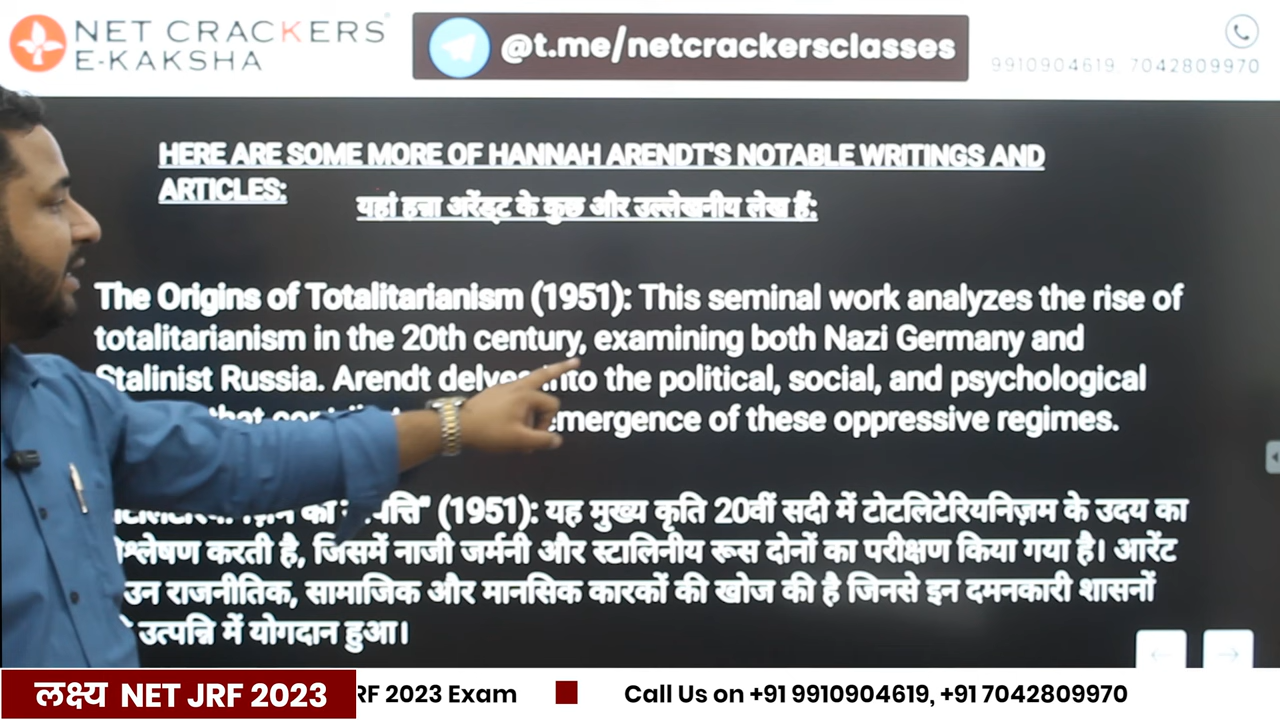 NET CRACKERS
E-KAKSHA
@t.me/netcrackersclasses
9910904619, 7042809970
HERE ARE SOME MORE OF HANNAH ARENDT'S NOTABLE WRITINGS AND
ARTICLES:
यहां हन्ना अरेंड्ट के कुछ और उल्लेखनीय लेख हैं:
The Origins of Totalitarianism (1951): This seminal work analyzes the rise of
totalitarianism in the 20th century, examining both Nazi Germany and
Stalinist Russia. Arendt delves into the political, social, and psychological
that emergence of these oppressive regimes.
(1951): यह मुख्य कृति 20वीं सदी में टोटलिटेरियनिज़म के उदय का
करती है, जिसमें नाजी जर्मनी और स्टालिनीय रूस दोनों का परीक्षण किया गया है। आरेंट
उन राजनीतिक, सामाजिक और मानसिक कारकों की खोज की है जिनसे इन दमनकारी शासनों
उत्पन्नि में योगदान हुआ।
लक्ष्य NET JRF 2023
RF 2023 Exam
Call Us on +91 9910904619, +91 7042809970